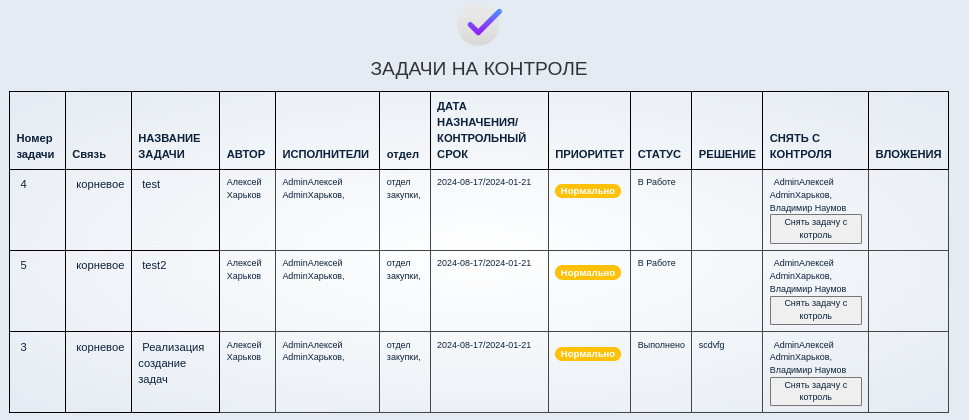 ЗАДАЧИ НА КОНТРОЛЕ
Номер задачи
Связь
НАЗВАНИЕ ЗАДАЧИ
АВТОР
ИСПОЛНИТЕЛИ
отдел
ДАТА НАЗНАЧЕНИЯ/ КОНТРОЛЬНЫЙ СРОК
ПРИОРИТЕТ
СТАТУС
РЕШЕНИЕ
СНЯТЬ С КОНТРОЛЯ
ВЛОЖЕНИЯ
4
корневое
test
Алексей
Харьков
AdminАлексей
AdminХарьков,
отдел
закупки,
2024-08-17/2024-01-21
Нормально
В Работе
AdminАлексей
AdminХарьков,
Владимир Наумов
Снять задачу с
котроль
5
корневое
test2
Алексей
Харьков
AdminАлексей
AdminХарьков,
отдел
закупки,
2024-08-17/2024-01-21
Нормально
В Работе
AdminАлексей
AdminХарьков,
Владимир Наумов
Снять задачу с
котроль
3
корневое
Реализация
создание
задач
Алексей
Харьков
AdminАлексей
AdminХарьков,
отдел
закупки,
2024-08-17/2024-01-21
Нормально
Выполнено
scdvfg
AdminАлексей
AdminХарьков,
Владимир Наумов
Снять задачу с
котроль